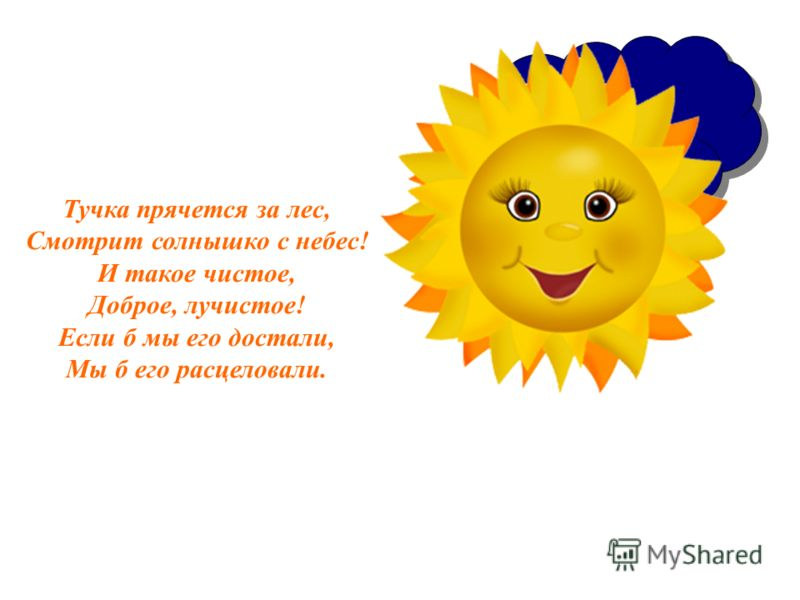 Тучка прячется за лес,
Смотрит солнышко с небес!
И такое чистое,
Доброе, лучистое!
Если б мы его достали,
Мы б его расцеловали.
MyShared